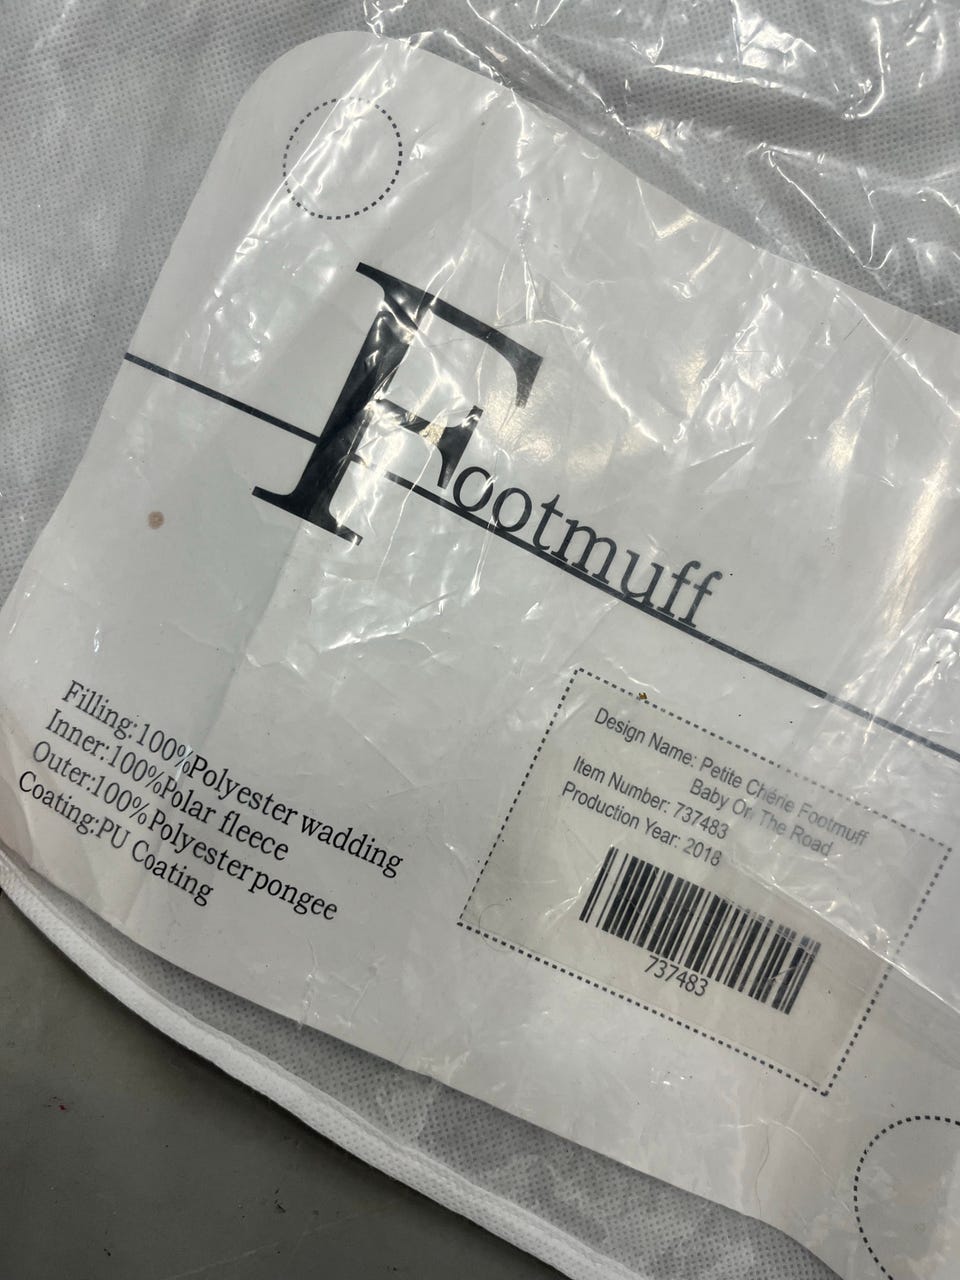 Footmuff
Filling:100%Polyester wadding
Inner:100%Polar fleece
Outer:100%Polyester pongee
Coating:PU Coating
Design Name: Petite Chérie Footmuff
Baby On The Road
Item Number: 737483
Production Year: 2018
737483